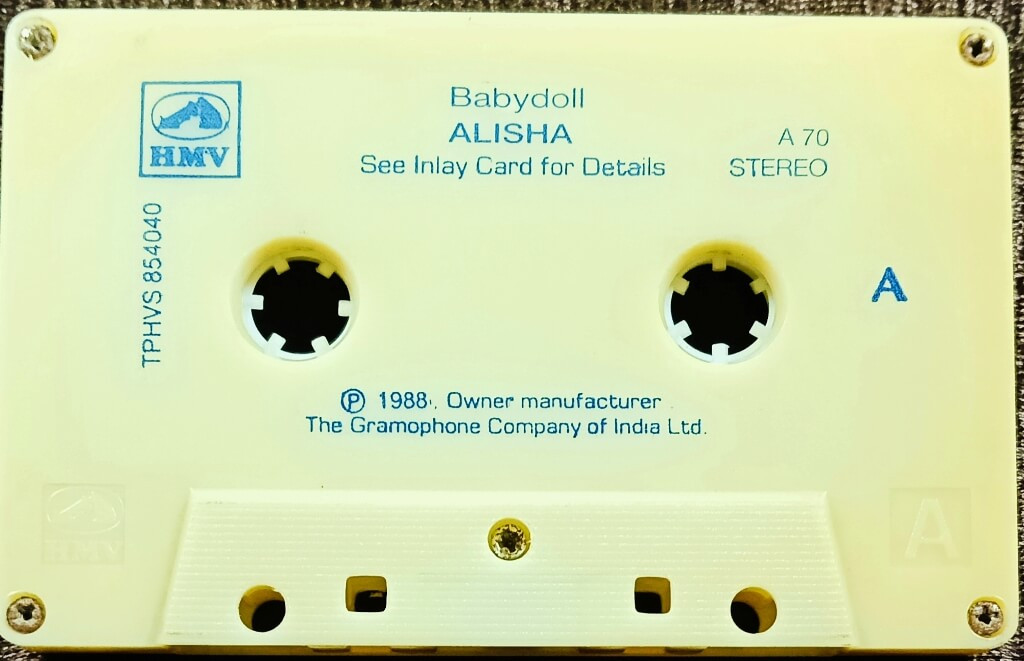 HMV
Babydoll
ALISHA
See Inlay Card for Details
A 70
STEREO
TPHVS 854040
A
Ⓟ 1988, Owner manufacturer
The Gramophone Company of India Ltd.
HMV
A